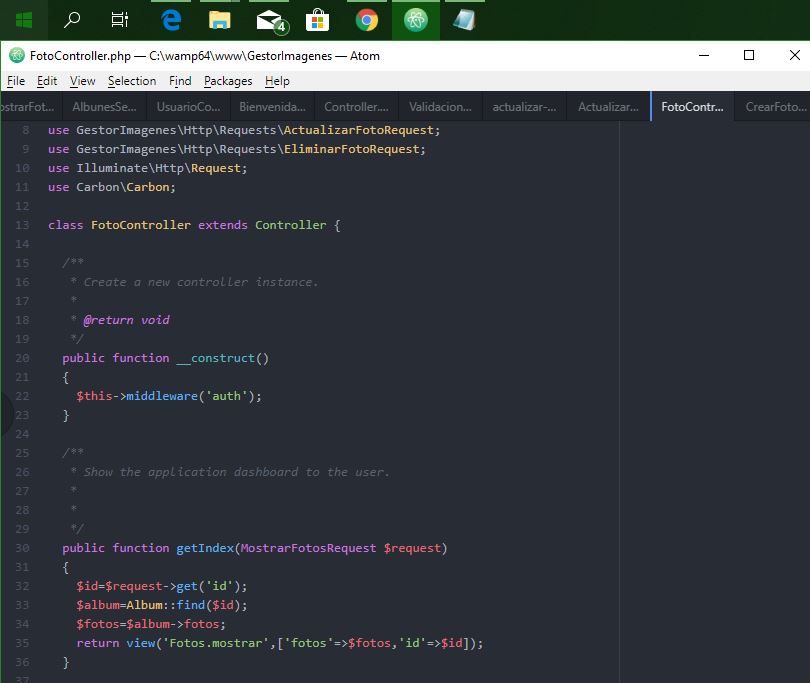 4
FotoController.php — C:\wamp64\www\GestorImagenes — Atom
File Edit View Selection Find Packages Help
ostrarFot... AlbunesSe... UsuarioCo... Bienvenida... Controller.... Validacion... actualizar-... Actualizar... FotoContr... CrearFoto...
8 use GestorImagenes\Http\Requests\ActualizarFotoRequest;
9 use GestorImagenes\Http\Requests\EliminarFotoRequest;
10 use Illuminate\Http\Request;
11 use Carbon\Carbon;
12
13 class FotoController extends Controller {
14
15 /**
16 * Create a new controller instance.
17 *
18 * @return void
19 */
20 public function __construct()
21 {
22 $this->middleware('auth');
23 }
24
25 /**
26 * Show the application dashboard to the user.
27 *
28 *
29 */
30 public function getIndex(MostrarFotosRequest $request)
31 {
32 $id=$request->get('id');
33 $album=Album::find($id);
34 $fotos=$album->fotos;
35 return view('Fotos.mostrar',['fotos'=>$fotos,'id'=>$id]);
36 }
37